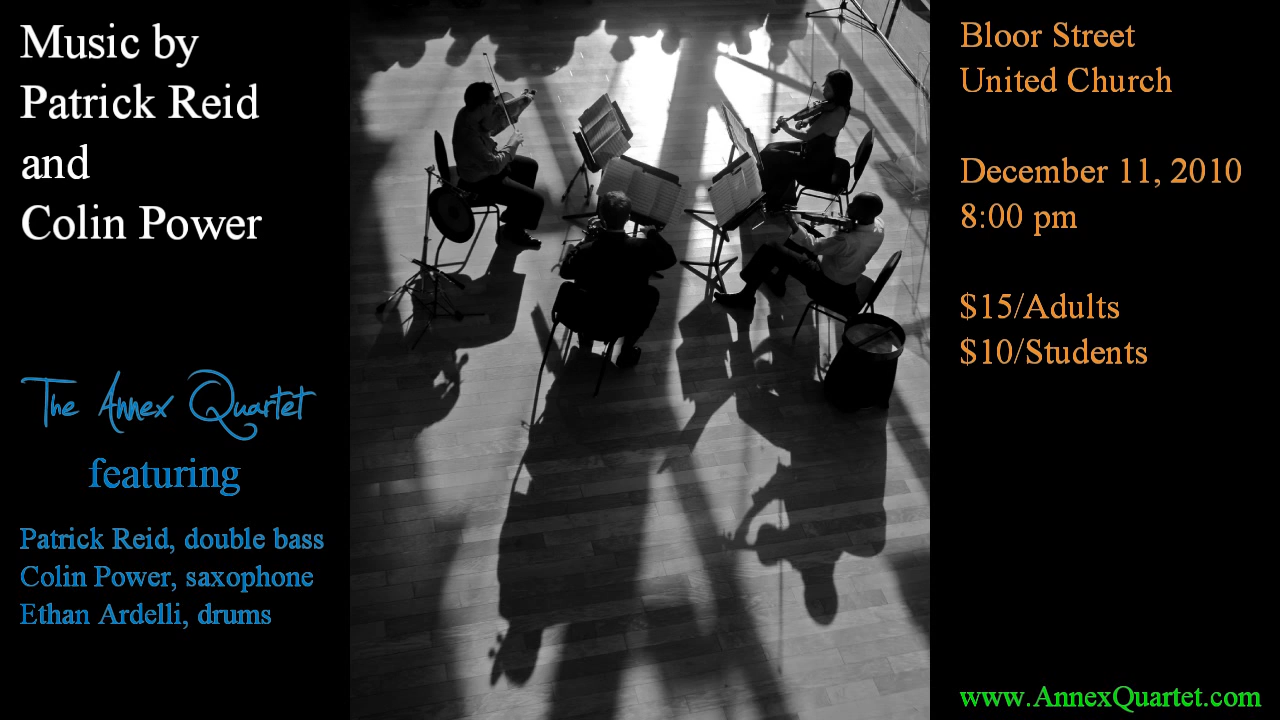 Music by
Patrick Reid
and
Colin Power
The Annex Quartet
featuring
Patrick Reid, double bass
Colin Power, saxophone
Ethan Ardelli, drums
Bloor Street
United Church
December 11, 2010
8:00 pm
$15/Adults
$10/Students
www.AnnexQuartet.com